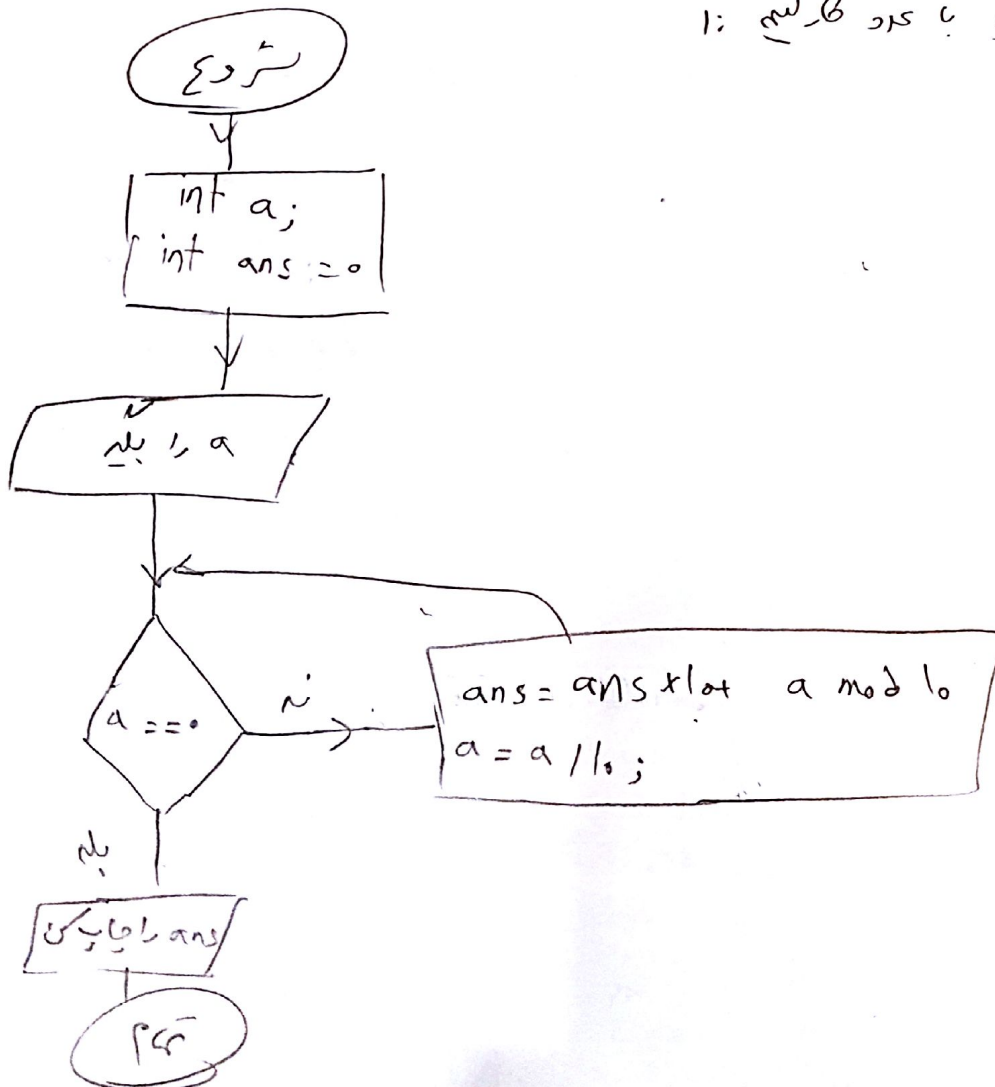 1:
شروع
int a;
int ans = 0
a را بگیر
a == 0
نه
ans = ans * 10 + a mod 10
a = a / 10;
بله
ans را چاپ کن
تمام